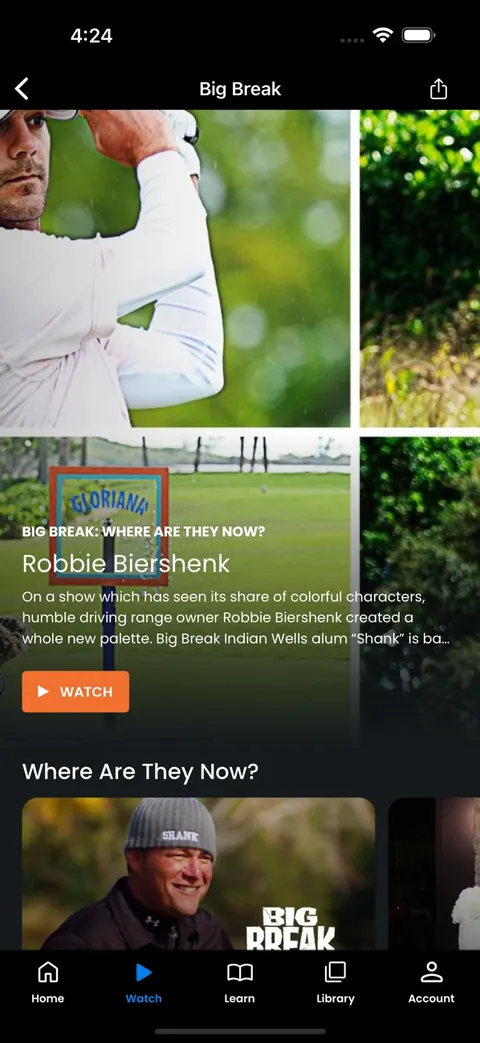 4:24
Big Break
GLORIANA
BIG BREAK: WHERE ARE THEY NOW?
Robbie Biershenk
On a show which has seen its share of colorful characters,
humble driving range owner Robbie Biershenk created a
whole new palette. Big Break Indian Wells alum “Shank” is ba...
WATCH
Where Are They Now?
SHANK
BIG
BREAK
Home Watch Learn Library Account